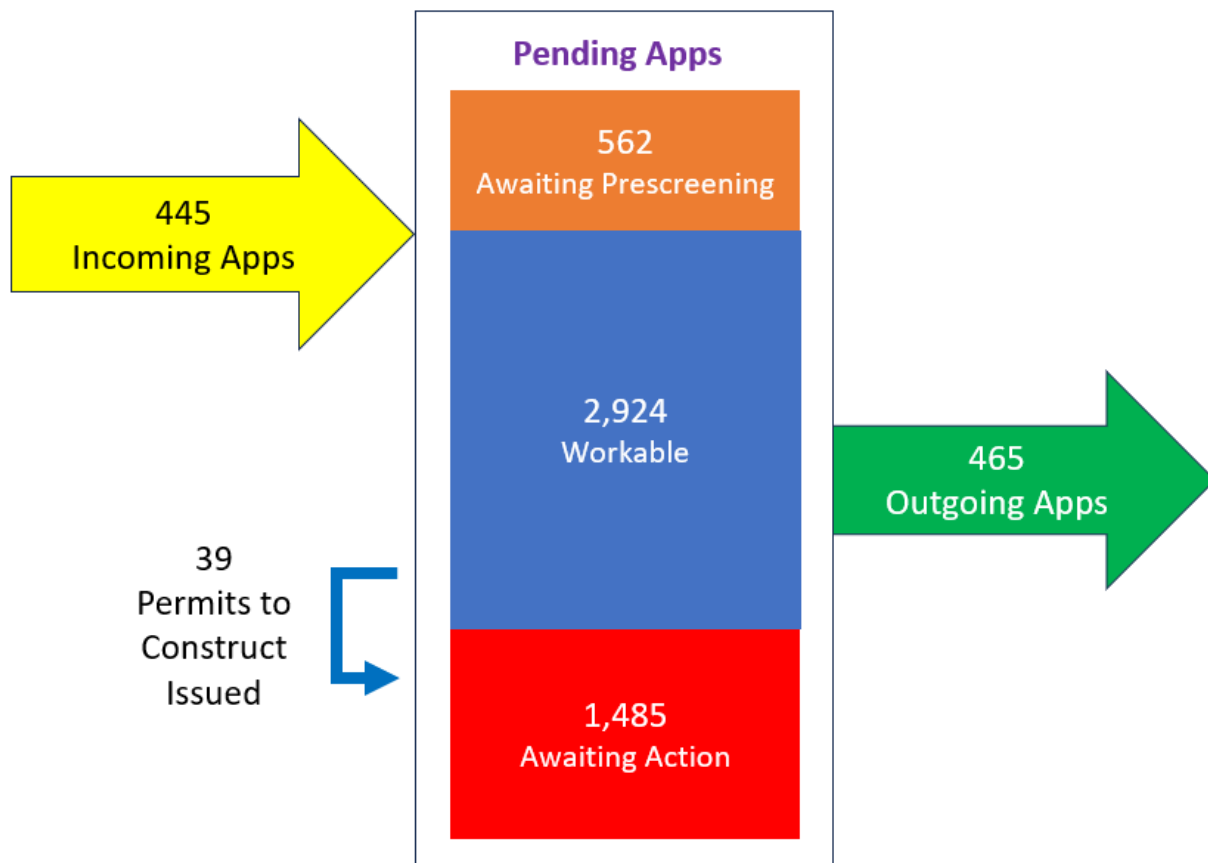 Pending Apps
562
Awaiting Prescreening
445
Incoming Apps
2,924
Workable
465
Outgoing Apps
39
Permits to
Construct
Issued
1,485
Awaiting Action